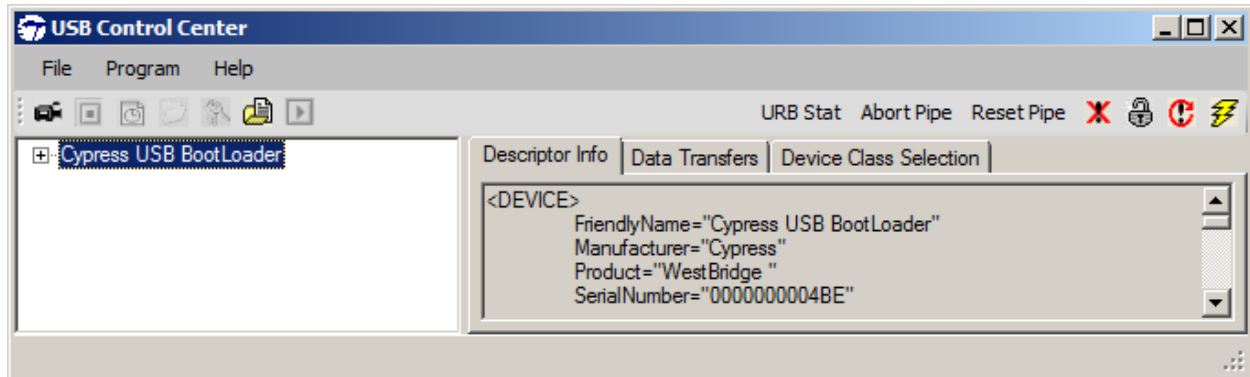 USB Control Center
File Program Help
URB Stat Abort Pipe Reset Pipe
Cypress USB BootLoader
Descriptor Info Data Transfers Device Class Selection
<DEVICE>
FriendlyName="Cypress USB BootLoader"
Manufacturer="Cypress"
Product="WestBridge "
SerialNumber="0000000004BE"